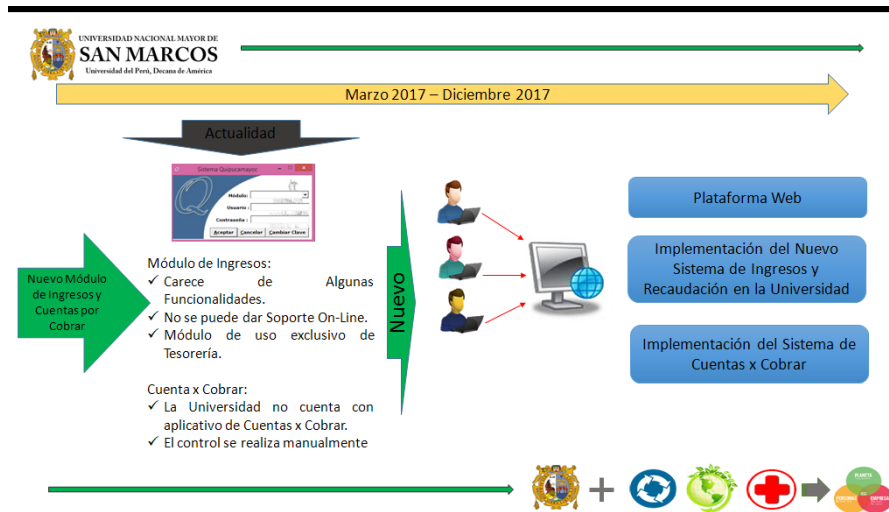 UNIVERSIDAD NACIONAL MAYOR DE
SAN MARCOS
Universidad del Perú, Decana de América
Marzo 2017 – Diciembre 2017
Actualidad
Sistema Quipucamayoc
Módulo:
Usuario :
Contraseña :
Aceptar Cancelar Cambiar Clave
Nuevo Módulo
de Ingresos y
Cuentas por
Cobrar
Módulo de Ingresos:
✓ Carece de Algunas
Funcionalidades.
✓ No se puede dar Soporte On-Line.
✓ Módulo de uso exclusivo de
Tesorería.
Cuenta x Cobrar:
✓ La Universidad no cuenta con
aplicativo de Cuentas x Cobrar.
✓ El control se realiza manualmente
Nuevo
Plataforma Web
Implementación del Nuevo
Sistema de Ingresos y
Recaudación en la Universidad
Implementación del Sistema de
Cuentas x Cobrar
PLANETA
PERSONAS
EMPRESA